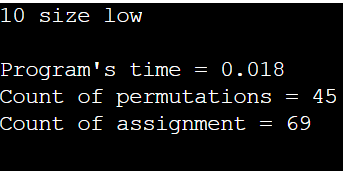 10 size low
Program's time = 0.018
Count of permutations = 45
Count of assignment = 69